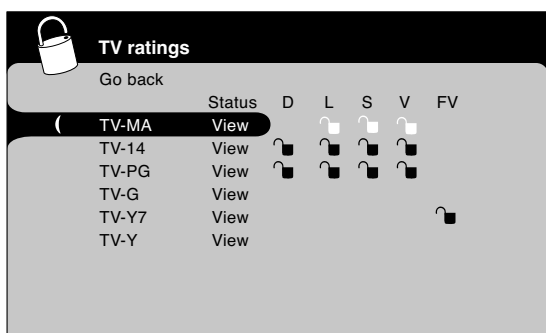 TV ratings
Go back
Status D L S V FV
TV-MA View
TV-14 View
TV-PG View
TV-G View
TV-Y7 View
TV-Y View